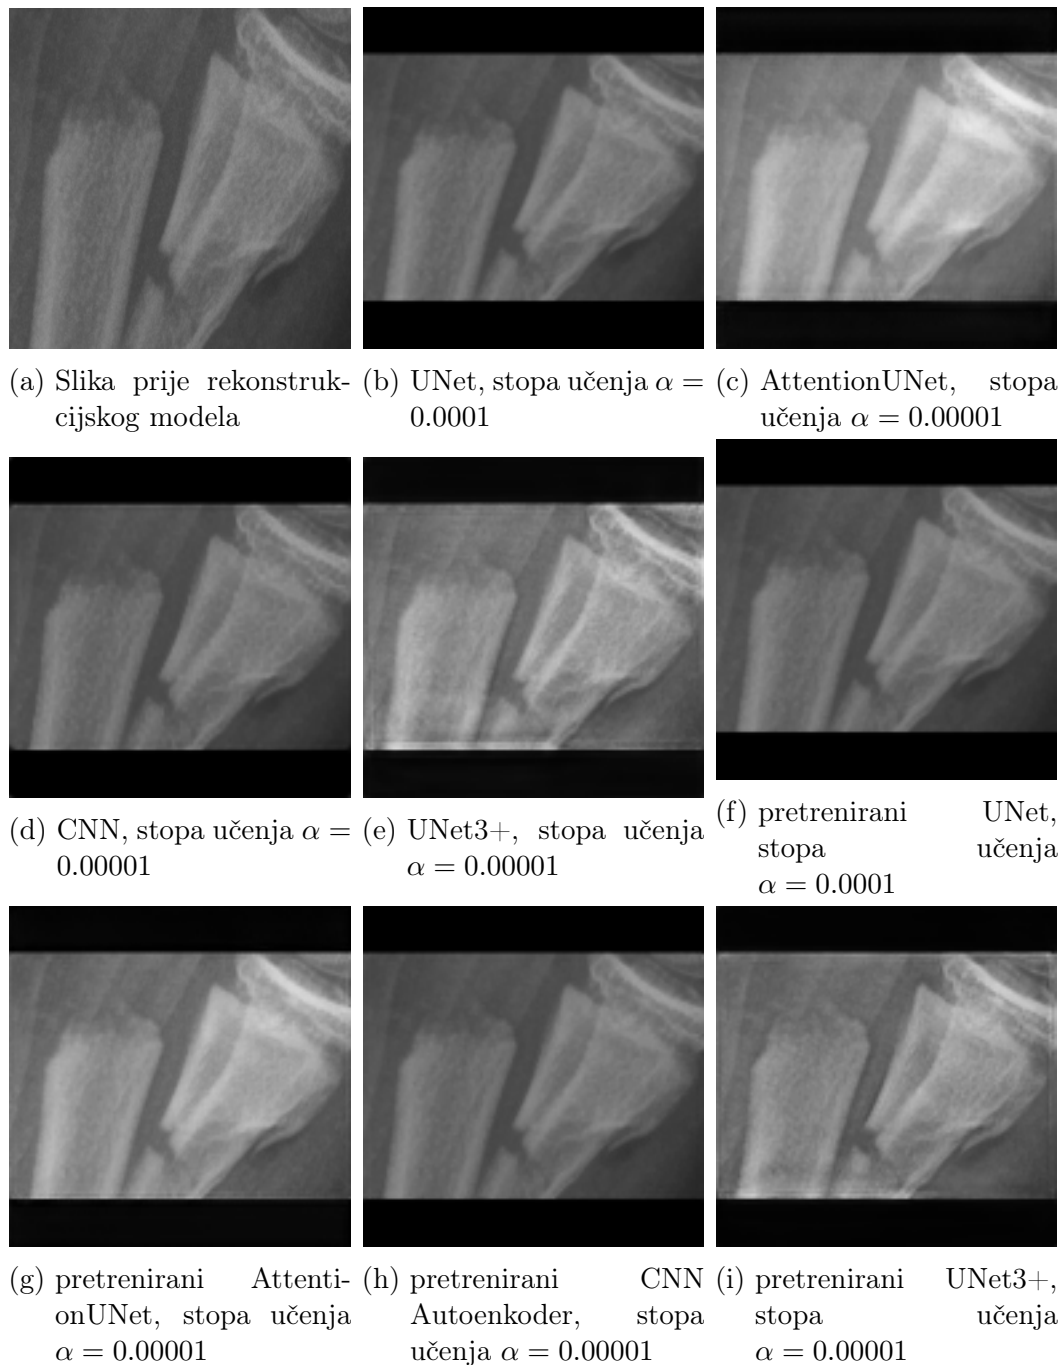 (a) Slika prije rekonstruk-
cijskog modela
(b) UNet, stopa učenja α =
0.0001
(c) AttentionUNet, stopa
učenja α = 0.00001
(d) CNN, stopa učenja α =
0.00001
(e) UNet3+, stopa učenja
α = 0.00001
(f) pretrenirani UNet,
stopa učenja
α = 0.0001
(g) pretrenirani Attenti-
onUNet, stopa učenja
α = 0.00001
(h) pretrenirani CNN
Autoenkoder, stopa
učenja α = 0.00001
(i) pretrenirani UNet3+,
stopa učenja
α = 0.00001